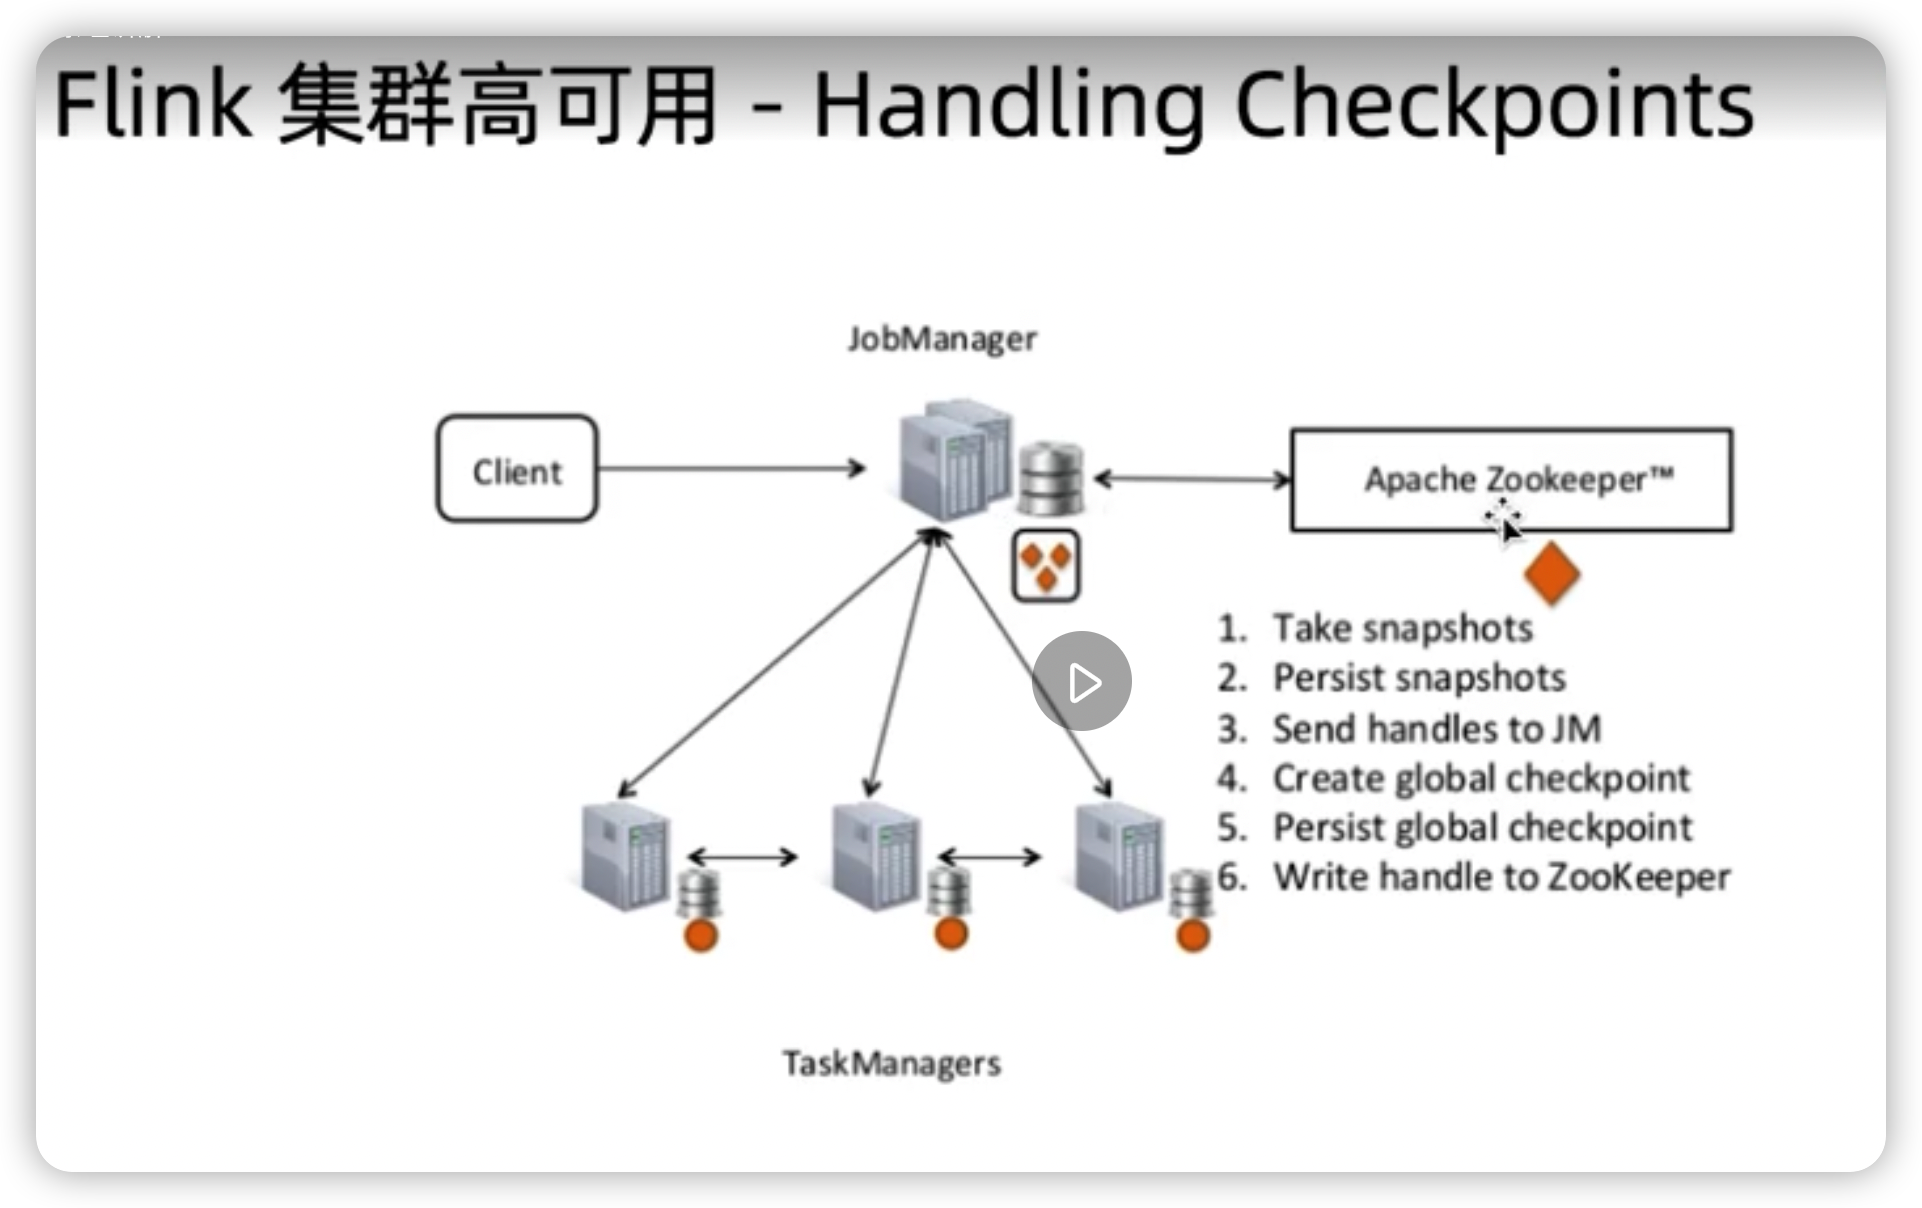 Flink 集群高可用 - Handling Checkpoints
JobManager
Client
Apache Zookeeper™
1. Take snapshots
2. Persist snapshots
3. Send handles to JM
4. Create global checkpoint
5. Persist global checkpoint
6. Write handle to ZooKeeper
TaskManagers